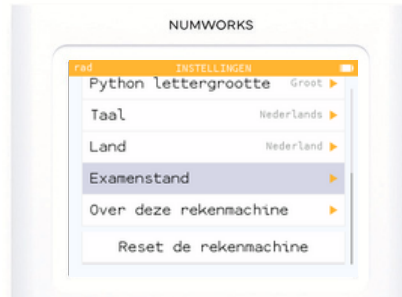 NUMWORKS
rad INSTELLINGEN
Python lettergrootte Groot
Taal Nederlands
Land Nederland
Examenstand
Over deze rekenmachine
Reset de rekenmachine